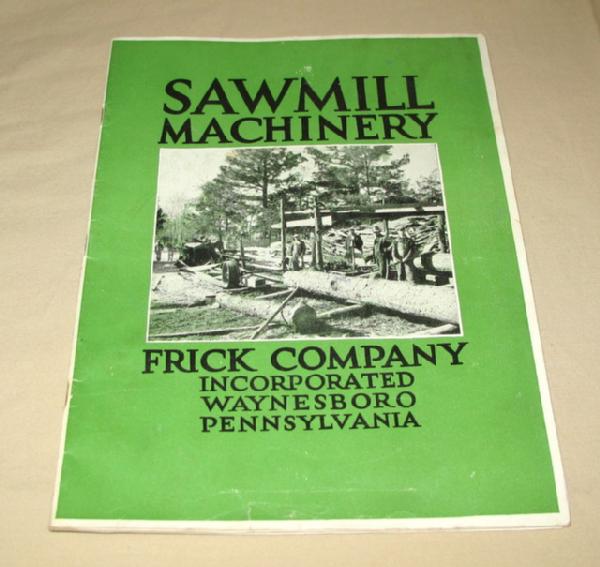 SAWMILL
MACHINERY
FRICK COMPANY
INCORPORATED
WAYNESBORO
PENNSYLVANIA